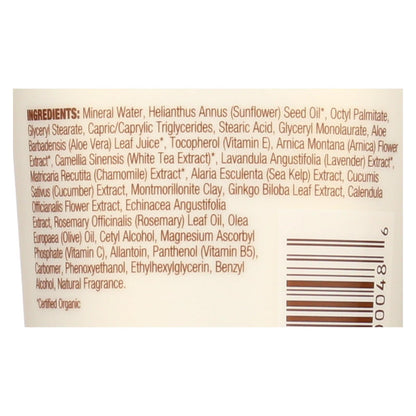 INGREDIENTS: Mineral Water, Helianthus Annus (Sunflower) Seed Oil*, Octyl Palmitate,
Glyceryl Stearate, Capric/Caprylic Triglycerides, Stearic Acid, Glyceryl Monolaurate, Aloe
Barbadensis (Aloe Vera) Leaf Juice*, Tocopherol (Vitamin E), Arnica Montana (Arnica) Flower
Extract*, Camellia Sinensis (White Tea Extract)*, Lavandula Angustifolia (Lavender) Extract*,
Matricaria Recutita (Chamomile) Extract*, Alaria Esculenta (Sea Kelp) Extract, Cucumis
Sativus (Cucumber) Extract, Montmorillonite Clay, Ginkgo Biloba Leaf Extract, Calendula
Officianalis Flower Extract, Echinacea Angustifolia
Extract, Rosemary Officinalis (Rosemary) Leaf Oil, Olea
Europaea (Olive) Oil, Cetyl Alcohol, Magnesium Ascorbyl
Phosphate (Vitamin C), Allantoin, Panthenol (Vitamin B5),
Carbomer, Phenoxyethanol, Ethylhexylglycerin, Benzyl
Alcohol, Natural Fragrance.
*Certified Organic